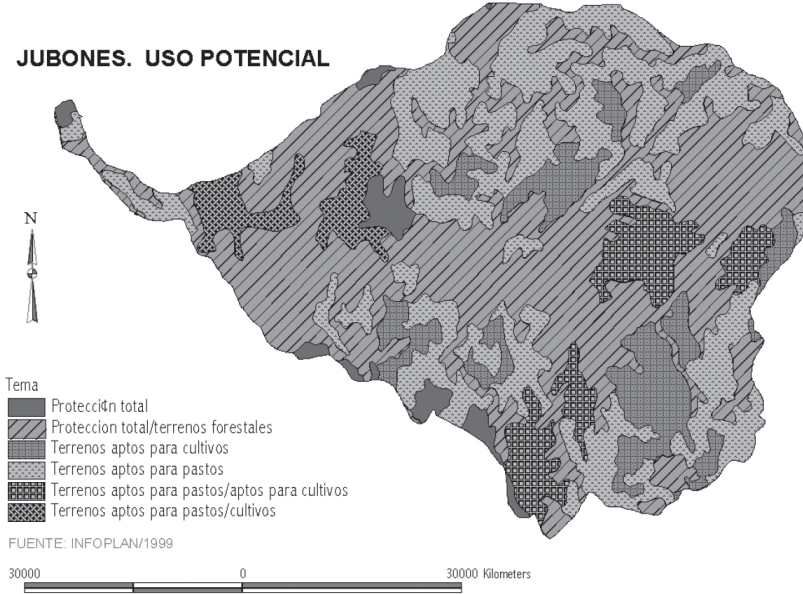 JUBONES. USO POTENCIAL
N
Tema
Protecci¢n total
Proteccion total/terrenos forestales
Terrenos aptos para cultivos
Terrenos aptos para pastos
Terrenos aptos para pastos/aptos para cultivos
Terrenos aptos para pastos/cultivos
FUENTE: INFOPLAN/1999
30000 0 30000 Kilometers